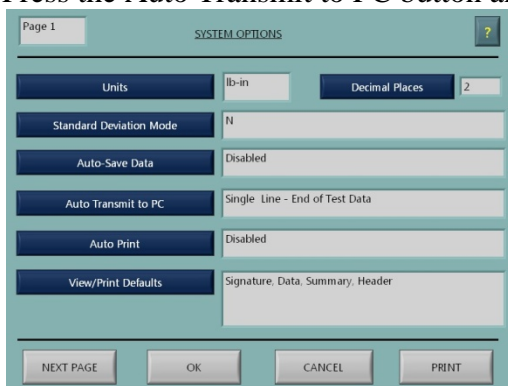 Press the Auto Transmit to PC button a
Page 1
SYSTEM OPTIONS
?
Units
lb-in
Decimal Places
2
Standard Deviation Mode
N
Auto-Save Data
Disabled
Auto Transmit to PC
Single Line - End of Test Data
Auto Print
Disabled
View/Print Defaults
Signature, Data, Summary, Header
NEXT PAGE
OK
CANCEL
PRINT